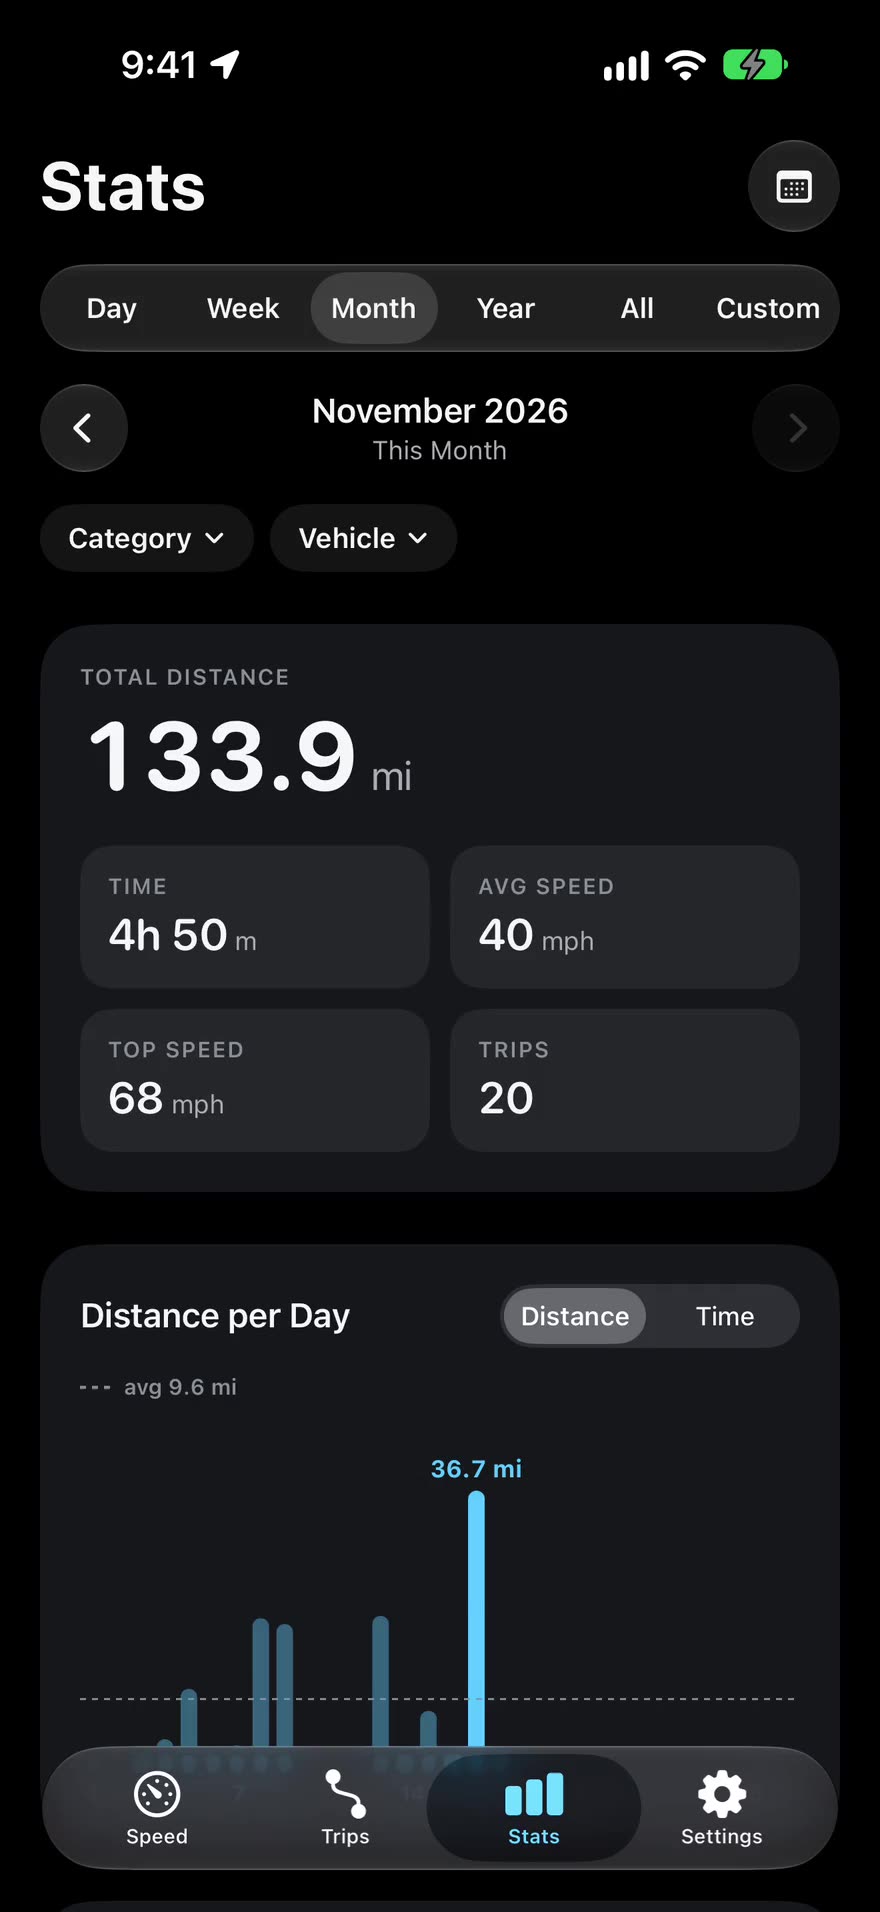 9:41
Stats
Day Week Month Year All Custom
November 2026
This Month
Category Vehicle
TOTAL DISTANCE
133.9 mi
TIME AVG SPEED
4h 50 m 40 mph
TOP SPEED TRIPS
68 mph 20
Distance per Day Distance Time
avg 9.6 mi
36.7 mi
7 14
Speed Trips Stats Settings